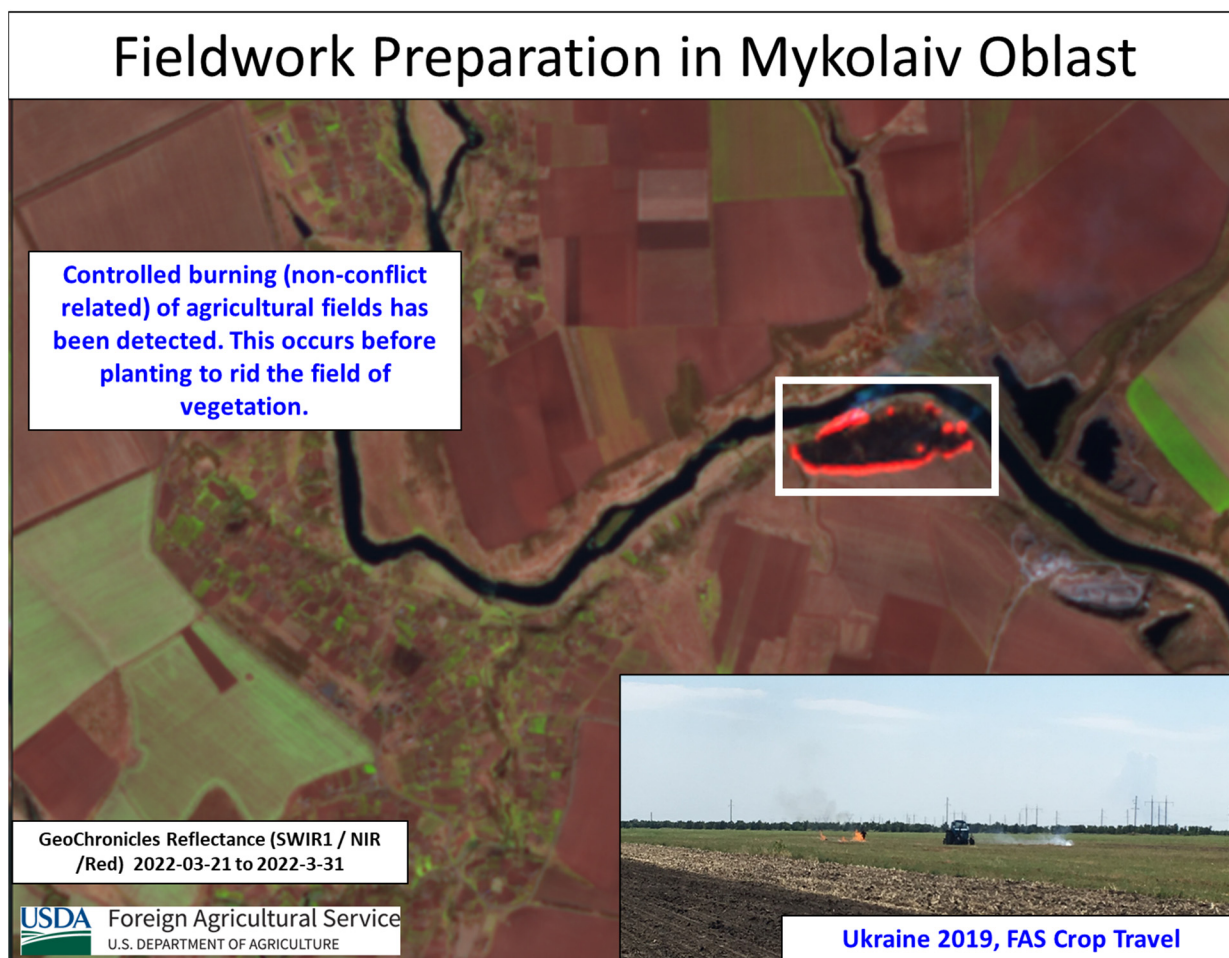 Fieldwork Preparation in Mykolaiv Oblast
Controlled burning (non-conflict
related) of agricultural fields has
been detected. This occurs before
planting to rid the field of
vegetation.
GeoChronicles Reflectance (SWIR1 / NIR
/Red)  2022-03-21 to 2022-3-31
USDA Foreign Agricultural Service
U.S. DEPARTMENT OF AGRICULTURE
Ukraine 2019, FAS Crop Travel